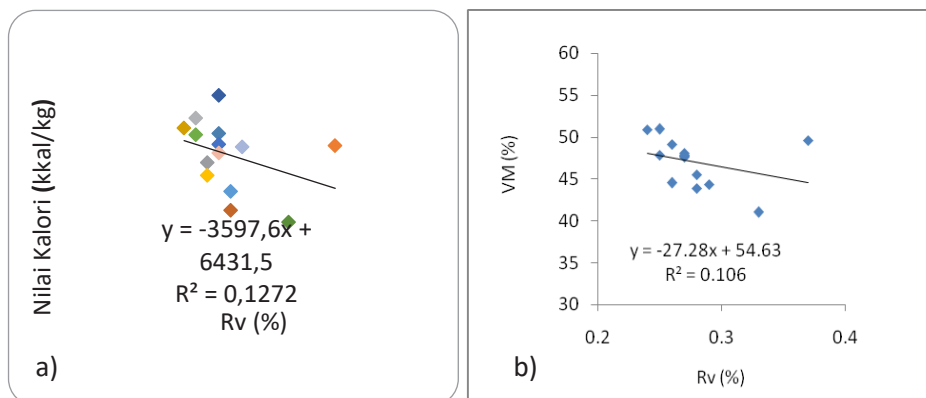 Nilai Kalori (kkal/kg)
y = -3597,6x +
6431,5
R² = 0,1272
Rv (%)
a)
VM (%)
60
55
50
45
40
35
30
y = -27.28x + 54.63
R² = 0.106
0.2
0.3
0.4
Rv (%)
b)